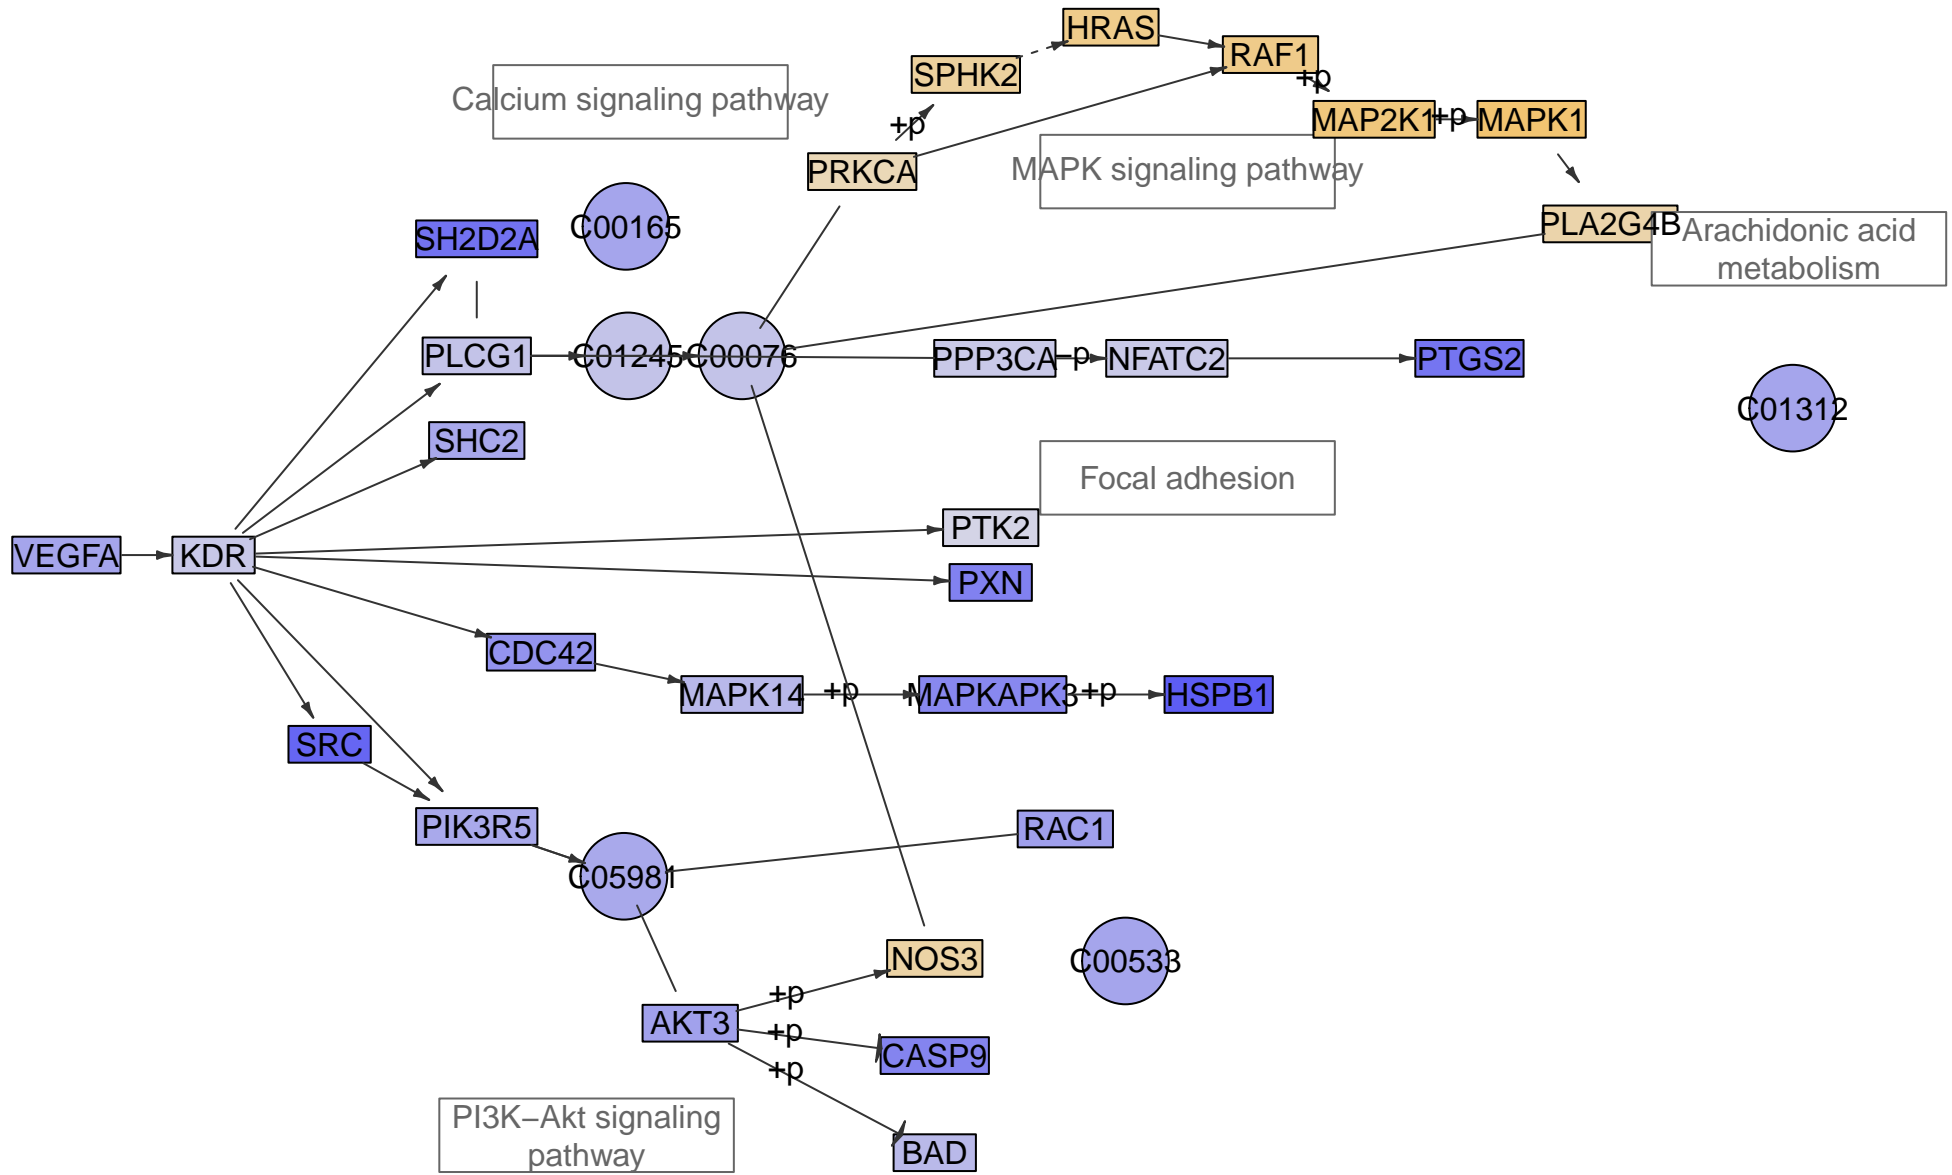 HRAS
RAF1
SPHK2
+p
Calcium signaling pathway
MAP2K1
+p
MAPK1
+p
PRKCA
MAPK signaling pathway
C00165
SH2D2A
PLA2G4B
Arachidonic acid
metabolism
PLCG1
C01245
C00076
PPP3CA
−p
NFATC2
PTGS2
C01312
SHC2
Focal adhesion
PTK2
VEGFA
KDR
PXN
CDC42
MAPK14
+p
MAPKAPK3
+p
HSPB1
SRC
PIK3R5
RAC1
C05981
NOS3
C00533
+p
AKT3
+p
CASP9
+p
PI3K−Akt signaling
pathway
BAD